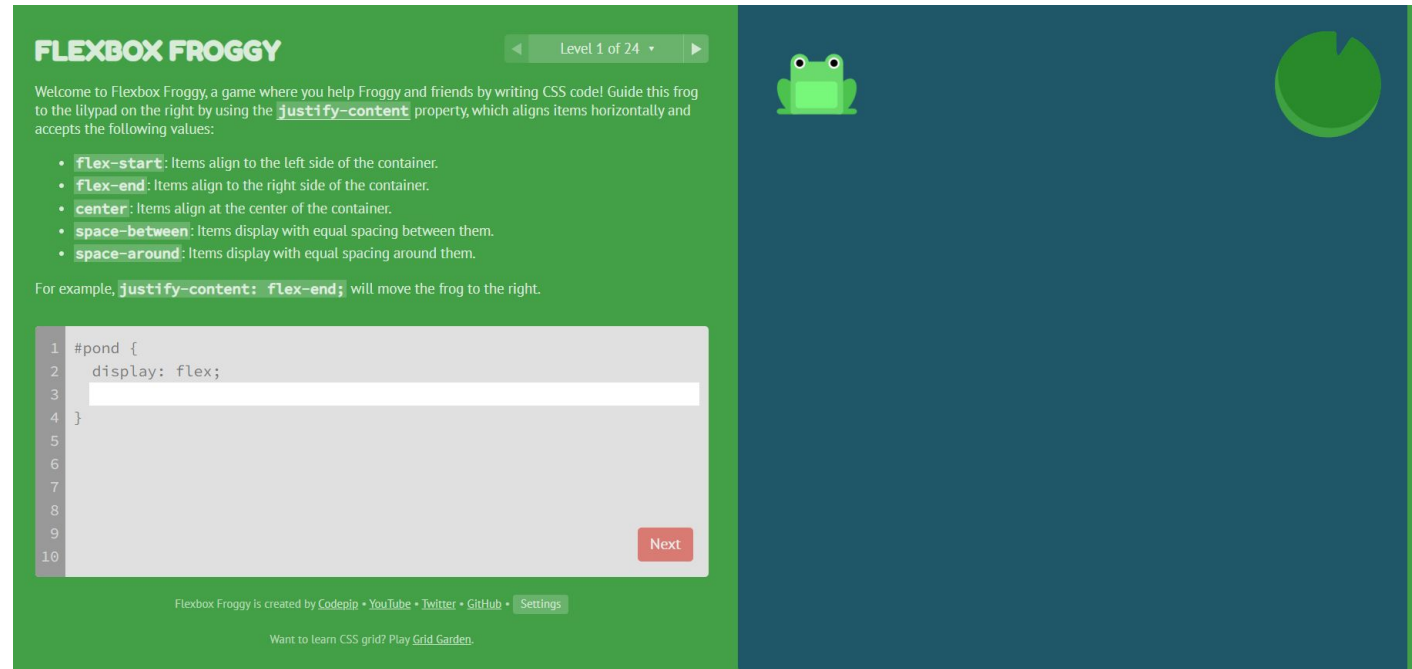 FLEXBOX FROGGY
◀ Level 1 of 24 ▾ ▶
Welcome to Flexbox Froggy, a game where you help Froggy and friends by writing CSS code! Guide this frog
to the lilypad on the right by using the justify-content property, which aligns items horizontally and
accepts the following values:
• flex-start: Items align to the left side of the container.
• flex-end: Items align to the right side of the container.
• center: Items align at the center of the container.
• space-between: Items display with equal spacing between them.
• space-around: Items display with equal spacing around them.
For example, justify-content: flex-end; will move the frog to the right.
1 #pond {
2 display: flex;
3
4 }
5
6
7
8
9
10
Next
Flexbox Froggy is created by Codepip • YouTube • Twitter • GitHub • Settings
Want to learn CSS grid? Play Grid Garden.